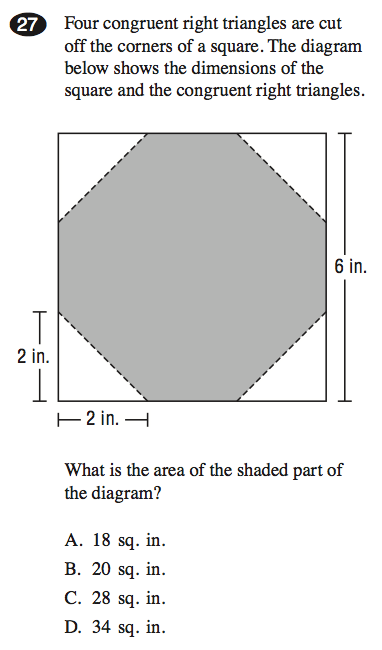 27 Four congruent right triangles are cut
off the corners of a square. The diagram
below shows the dimensions of the
square and the congruent right triangles.
6 in.
2 in.
2 in.
What is the area of the shaded part of
the diagram?
A. 18 sq. in.
B. 20 sq. in.
C. 28 sq. in.
D. 34 sq. in.